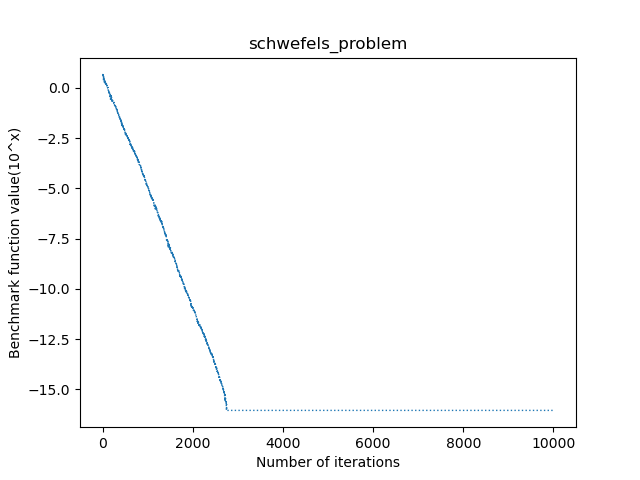 schwefels_problem
Benchmark function value(10^x)
0.0
−2.5
−5.0
−7.5
−10.0
−12.5
−15.0
0 2000 4000 6000 8000 10000
Number of iterations